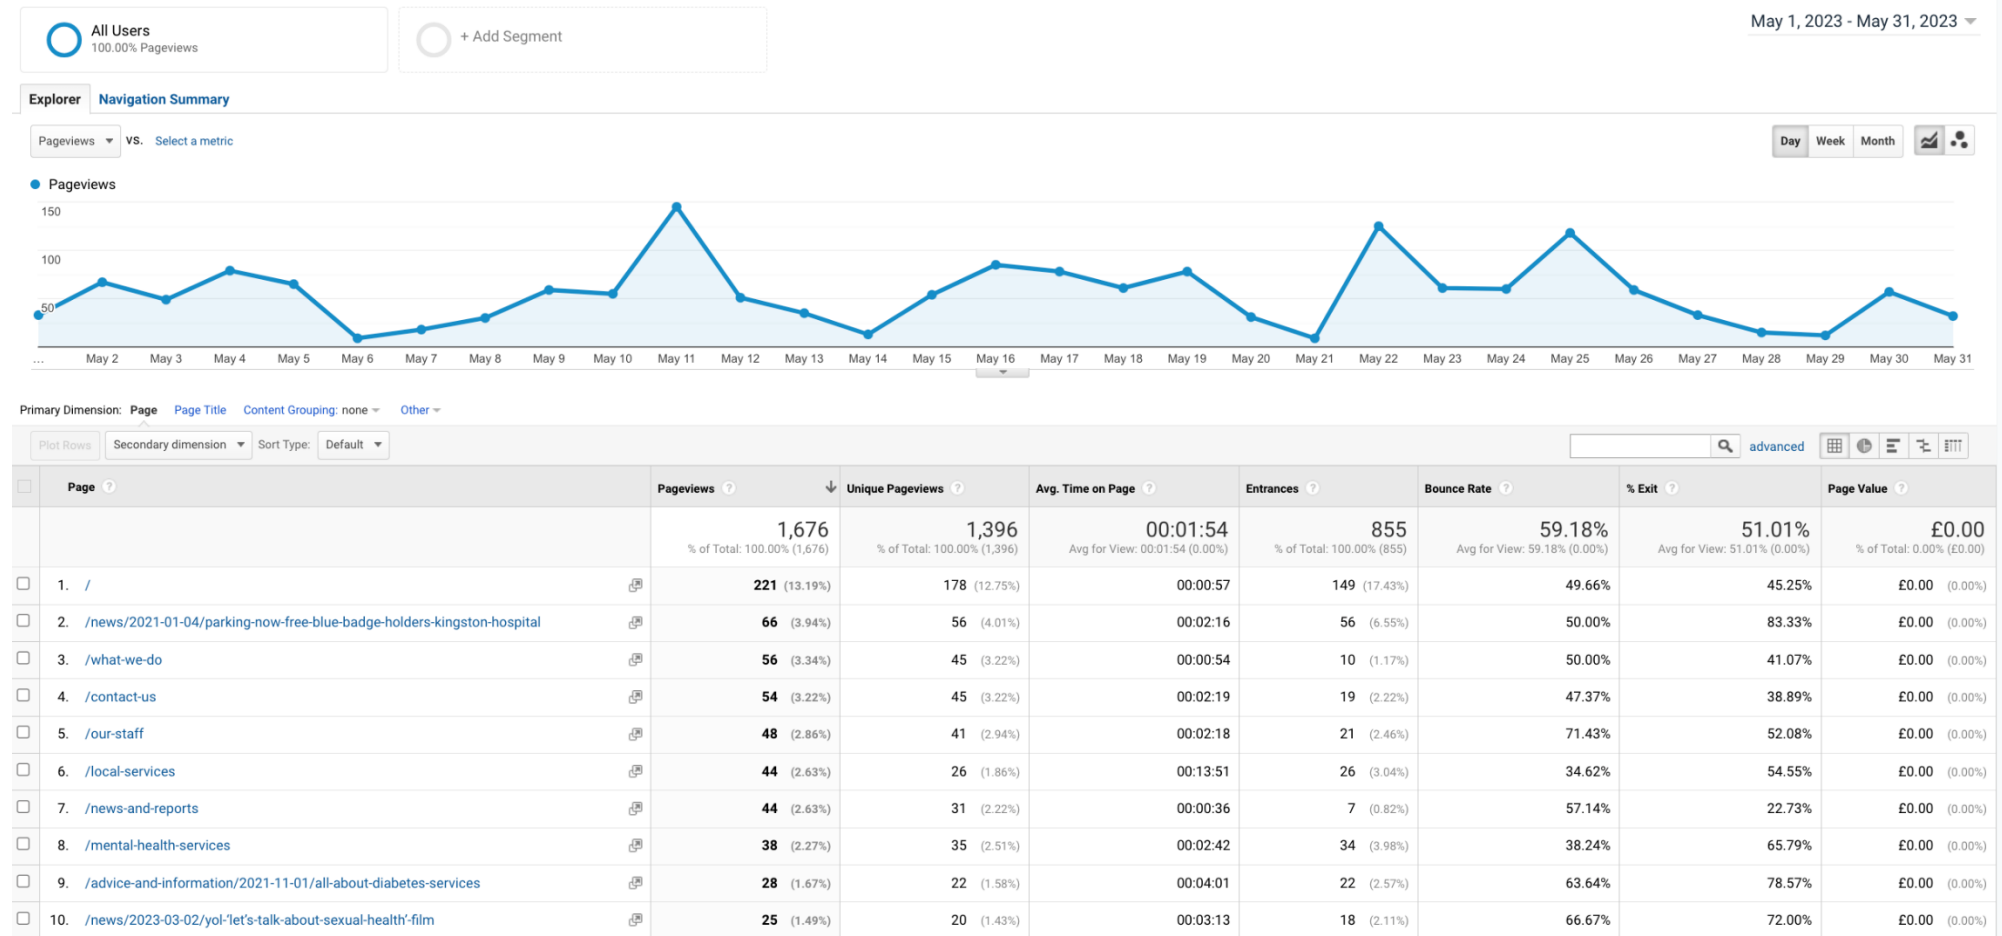 All Users
100.00% Pageviews
+ Add Segment
May 1, 2023 - May 31, 2023
Explorer Navigation Summary
Pageviews VS. Select a metric
Day Week Month
Pageviews
150
100
50
... May 2 May 3 May 4 May 5 May 6 May 7 May 8 May 9 May 10 May 11 May 12 May 13 May 14 May 15 May 16 May 17 May 18 May 19 May 20 May 21 May 22 May 23 May 24 May 25 May 26 May 27 May 28 May 29 May 30 May 31
Primary Dimension: Page Page Title Content Grouping: none Other
Plot Rows Secondary dimension Sort Type: Default advanced
Page ? Pageviews ? Unique Pageviews ? Avg. Time on Page ? Entrances ? Bounce Rate ? % Exit ? Page Value ?
1,676 1,396 00:01:54 855 59.18% 51.01% £0.00
% of Total: 100.00% (1,676) % of Total: 100.00% (1,396) Avg for View: 00:01:54 (0.00%) % of Total: 100.00% (855) Avg for View: 59.18% (0.00%) Avg for View: 51.01% (0.00%) % of Total: 0.00% (£0.00)
1. / 221 (13.19%) 178 (12.75%) 00:00:57 149 (17.43%) 49.66% 45.25% £0.00 (0.00%)
2. /news/2021-01-04/parking-now-free-blue-badge-holders-kingston-hospital 66 (3.94%) 56 (4.01%) 00:02:16 56 (6.55%) 50.00% 83.33% £0.00 (0.00%)
3. /what-we-do 56 (3.34%) 45 (3.22%) 00:00:54 10 (1.17%) 50.00% 41.07% £0.00 (0.00%)
4. /contact-us 54 (3.22%) 45 (3.22%) 00:02:19 19 (2.22%) 47.37% 38.89% £0.00 (0.00%)
5. /our-staff 48 (2.86%) 41 (2.94%) 00:02:18 21 (2.46%) 71.43% 52.08% £0.00 (0.00%)
6. /local-services 44 (2.63%) 26 (1.86%) 00:13:51 26 (3.04%) 34.62% 54.55% £0.00 (0.00%)
7. /news-and-reports 44 (2.63%) 31 (2.22%) 00:00:36 7 (0.82%) 57.14% 22.73% £0.00 (0.00%)
8. /mental-health-services 38 (2.27%) 35 (2.51%) 00:02:42 34 (3.98%) 38.24% 65.79% £0.00 (0.00%)
9. /advice-and-information/2021-11-01/all-about-diabetes-services 28 (1.67%) 22 (1.58%) 00:04:01 22 (2.57%) 63.64% 78.57% £0.00 (0.00%)
10. /news/2023-03-02/yol-‘let’s-talk-about-sexual-health’-film 25 (1.49%) 20 (1.43%) 00:03:13 18 (2.11%) 66.67% 72.00% £0.00 (0.00%)